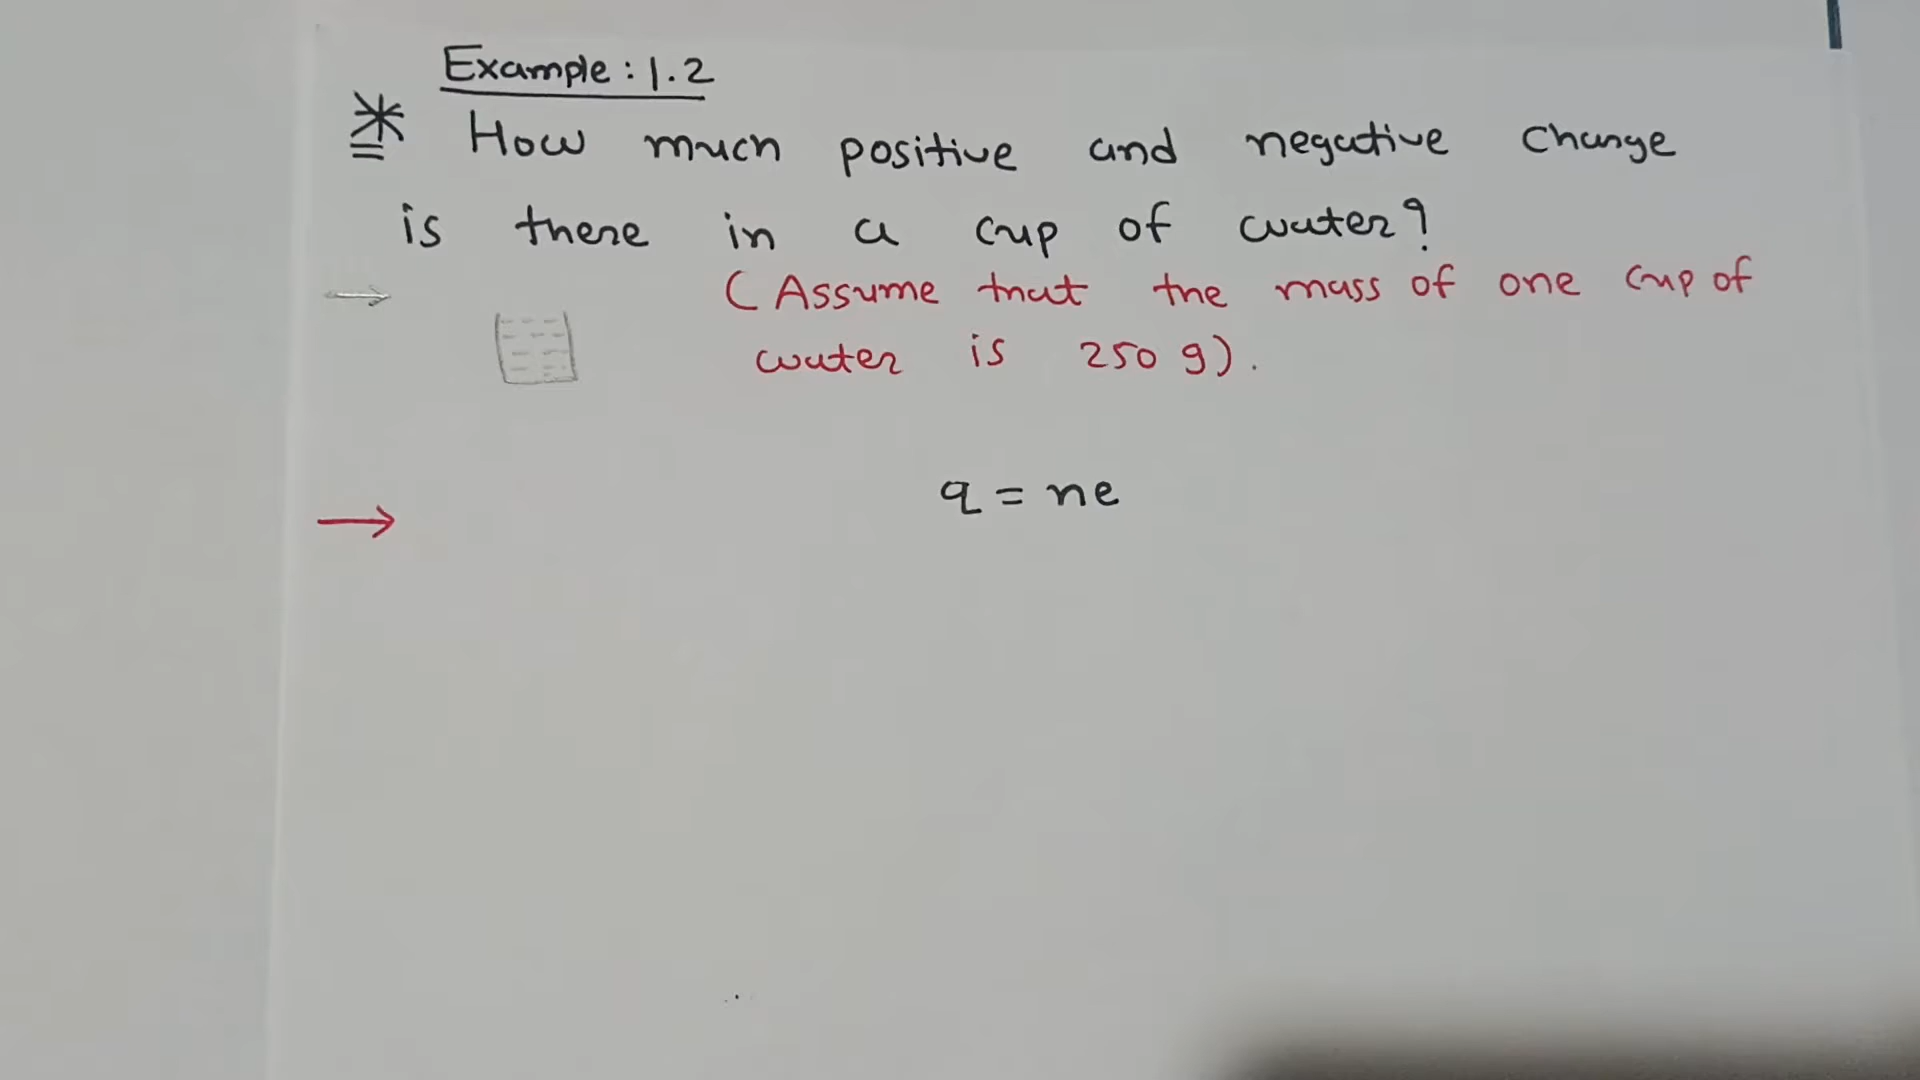 Example: 1.2
* How much positive and negative charge
is there in a cup of water?
(Assume that the mass of one cup of
water is 250 g).
q = ne